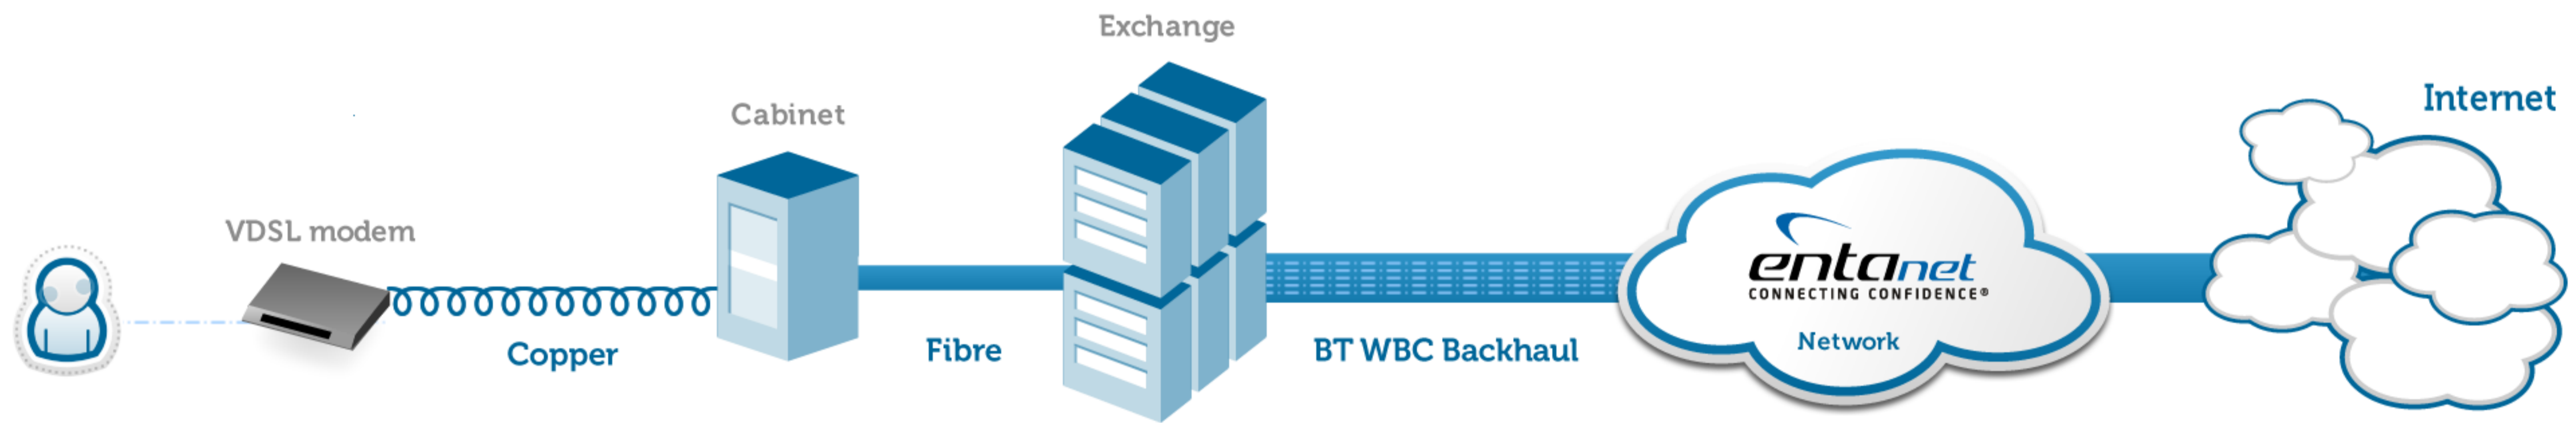 Exchange
Internet
Cabinet
VDSL modem
entanet
CONNECTING CONFIDENCE®
Network
Copper
Fibre
BT WBC Backhaul